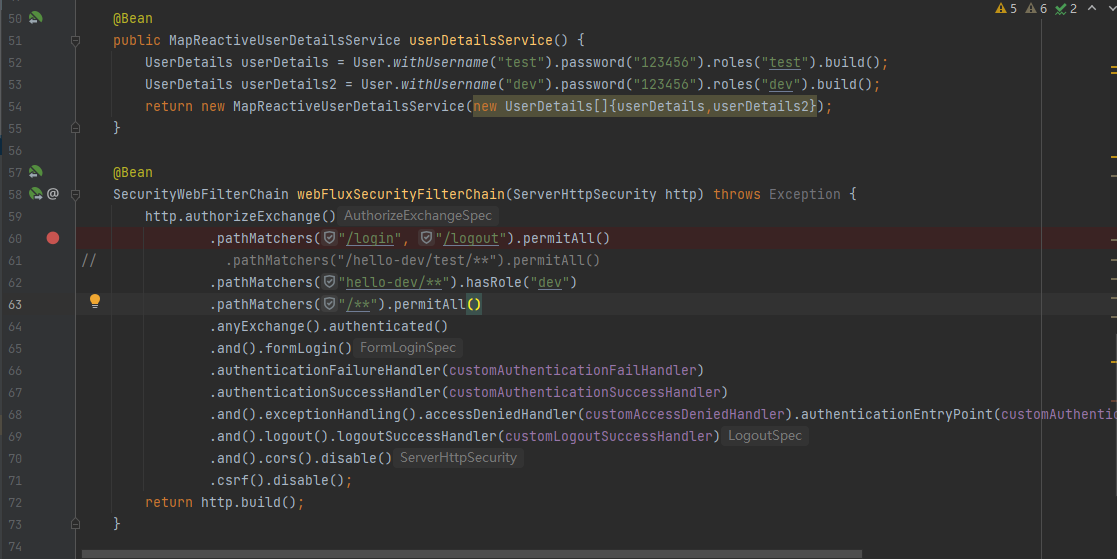 5 6 2
50 @Bean
51 public MapReactiveUserDetailsService userDetailsService() {
52 UserDetails userDetails = User.withUsername("test").password("123456").roles("test").build();
53 UserDetails userDetails2 = User.withUsername("dev").password("123456").roles("dev").build();
54 return new MapReactiveUserDetailsService(new UserDetails[]{userDetails,userDetails2});
55 }
56
57 @Bean
58 @ SecurityWebFilterChain webFluxSecurityFilterChain(ServerHttpSecurity http) throws Exception {
59 http.authorizeExchange() AuthorizeExchangeSpec
60 .pathMatchers("/login", "/logout").permitAll()
61 // .pathMatchers("/hello-dev/test/**").permitAll()
62 .pathMatchers("hello-dev/**").hasRole("dev")
63 .pathMatchers("/**").permitAll()
64 .anyExchange().authenticated()
65 .and().formLogin() FormLoginSpec
66 .authenticationFailureHandler(customAuthenticationFailHandler)
67 .authenticationSuccessHandler(customAuthenticationSuccessHandler)
68 .and().exceptionHandling().accessDeniedHandler(customAccessDeniedHandler).authenticationEntryPoint(customAuthentic
69 .and().logout().logoutSuccessHandler(customLogoutSuccessHandler) LogoutSpec
70 .and().cors().disable() ServerHttpSecurity
71 .csrf().disable();
72 return http.build();
73 }
74